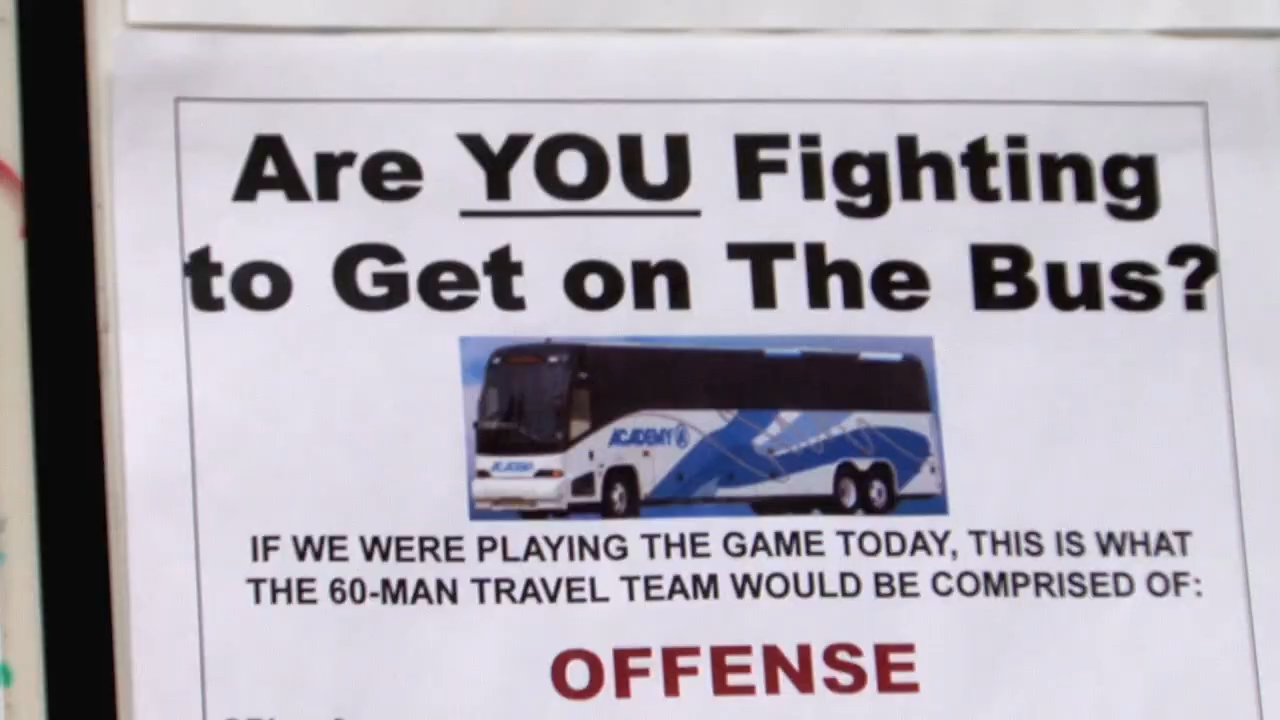 Are YOU Fighting
to Get on The Bus?
ACADEMY
IF WE WERE PLAYING THE GAME TODAY, THIS IS WHAT
THE 60-MAN TRAVEL TEAM WOULD BE COMPRISED OF:
OFFENSE